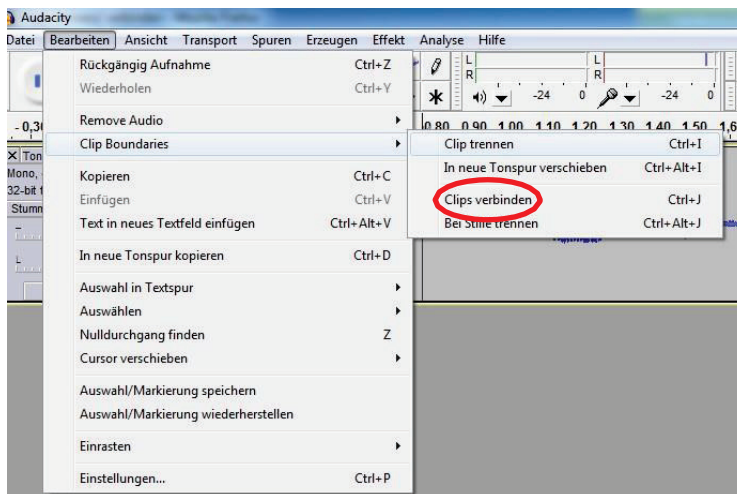 Audacity
Datei Bearbeiten Ansicht Transport Spuren Erzeugen Effekt Analyse Hilfe
Rückgängig Aufnahme Ctrl+Z
Wiederholen Ctrl+Y
Remove Audio
Clip Boundaries
Kopieren Ctrl+C
Einfügen Ctrl+V
Text in neues Textfeld einfügen Ctrl+Alt+V
In neue Tonspur kopieren Ctrl+D
Auswahl in Textspur
Auswählen
Nulldurchgang finden Z
Cursor verschieben
Auswahl/Markierung speichern
Auswahl/Markierung wiederherstellen
Einrasten
Einstellungen... Ctrl+P
L L
R R
-24 0 -24 0
0,80 0,90 1,00 1,10 1,20 1,30 1,40 1,50
Clip trennen Ctrl+I
In neue Tonspur verschieben Ctrl+Alt+I
Clips verbinden Ctrl+J
Bei Stille trennen Ctrl+Alt+J
X Ton
Mono,
32-bit
Stumm
L